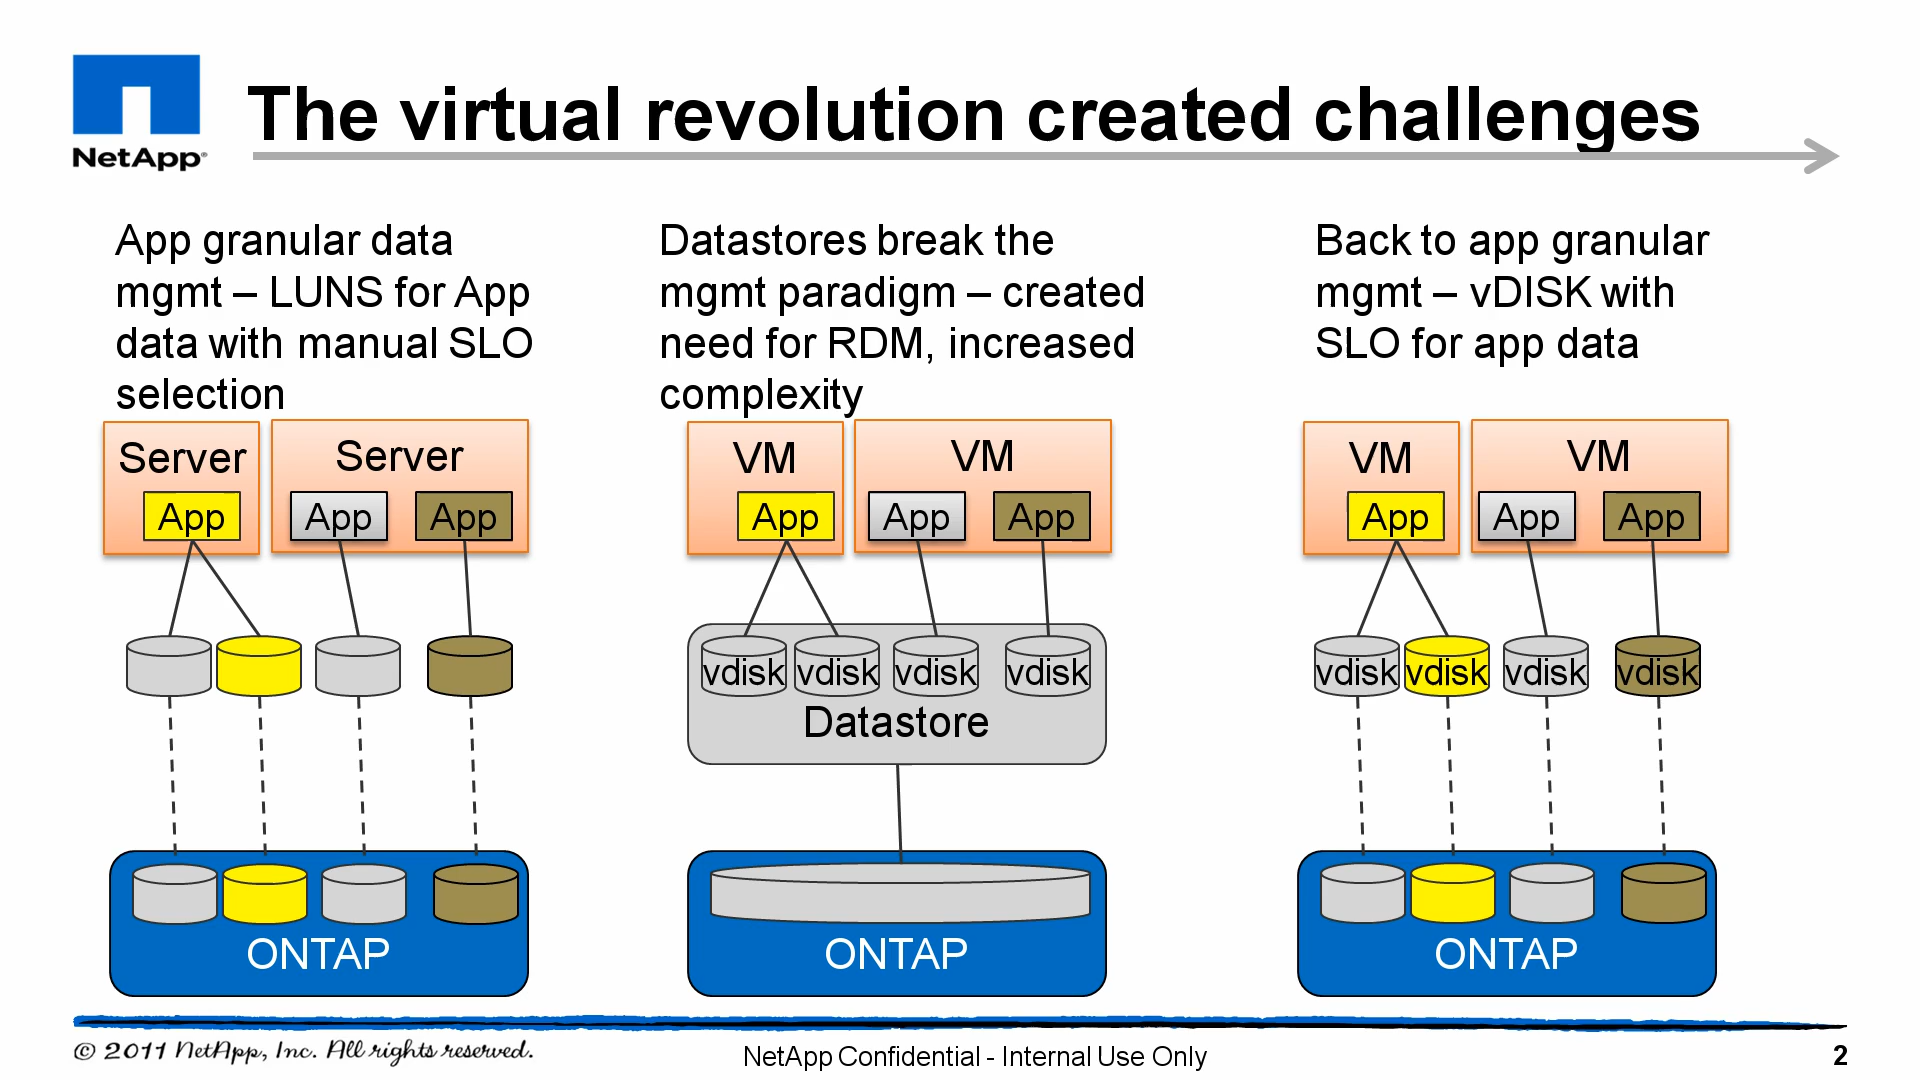 NetApp®
The virtual revolution created challenges
App granular data
mgmt – LUNS for App
data with manual SLO
selection
Server
Server
App
App
App
ONTAP
Datastores break the
mgmt paradigm – created
need for RDM, increased
complexity
VM
VM
App
App
App
vdisk
vdisk
vdisk
vdisk
Datastore
ONTAP
Back to app granular
mgmt – vDISK with
SLO for app data
VM
VM
App
App
App
vdisk
vdisk
vdisk
vdisk
ONTAP
© 2011 NetApp, Inc. All rights reserved.
NetApp Confidential - Internal Use Only
2